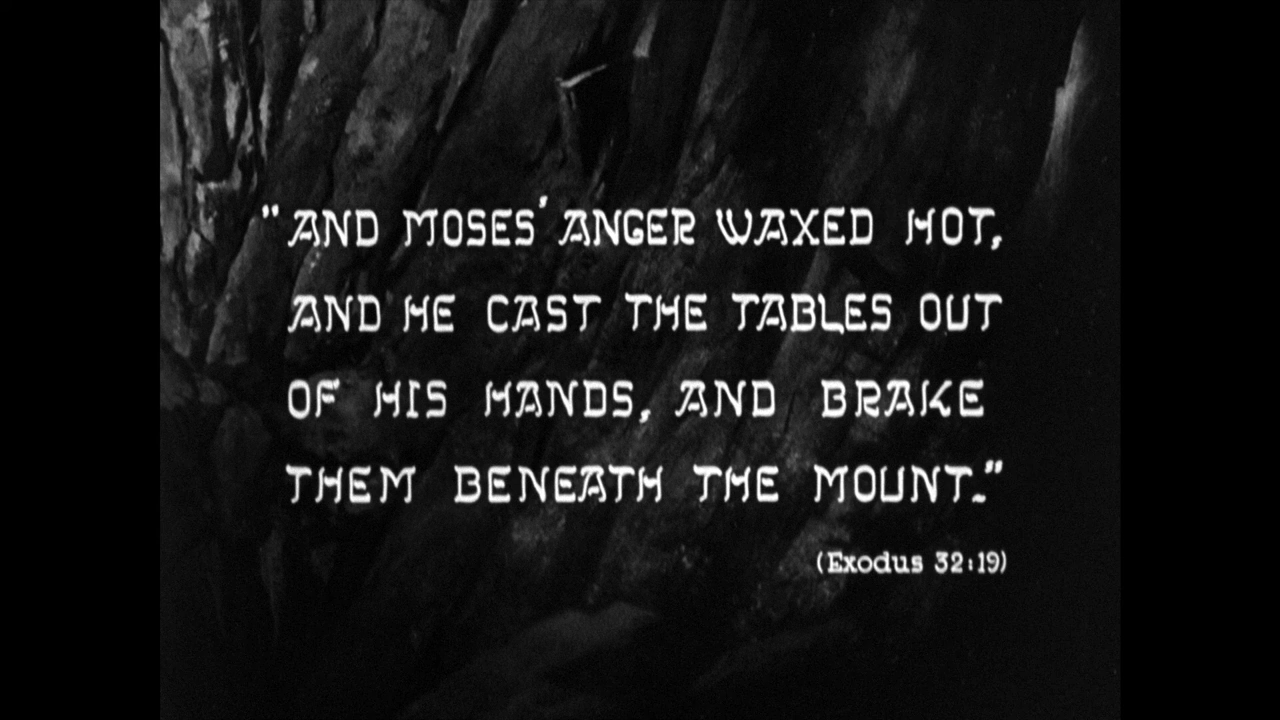 "AND MOSES' ANGER WAXED HOT,
AND HE CAST THE TABLES OUT
OF HIS HANDS, AND BRAKE
THEM BENEATH THE MOUNT."
(Exodus 32:19)